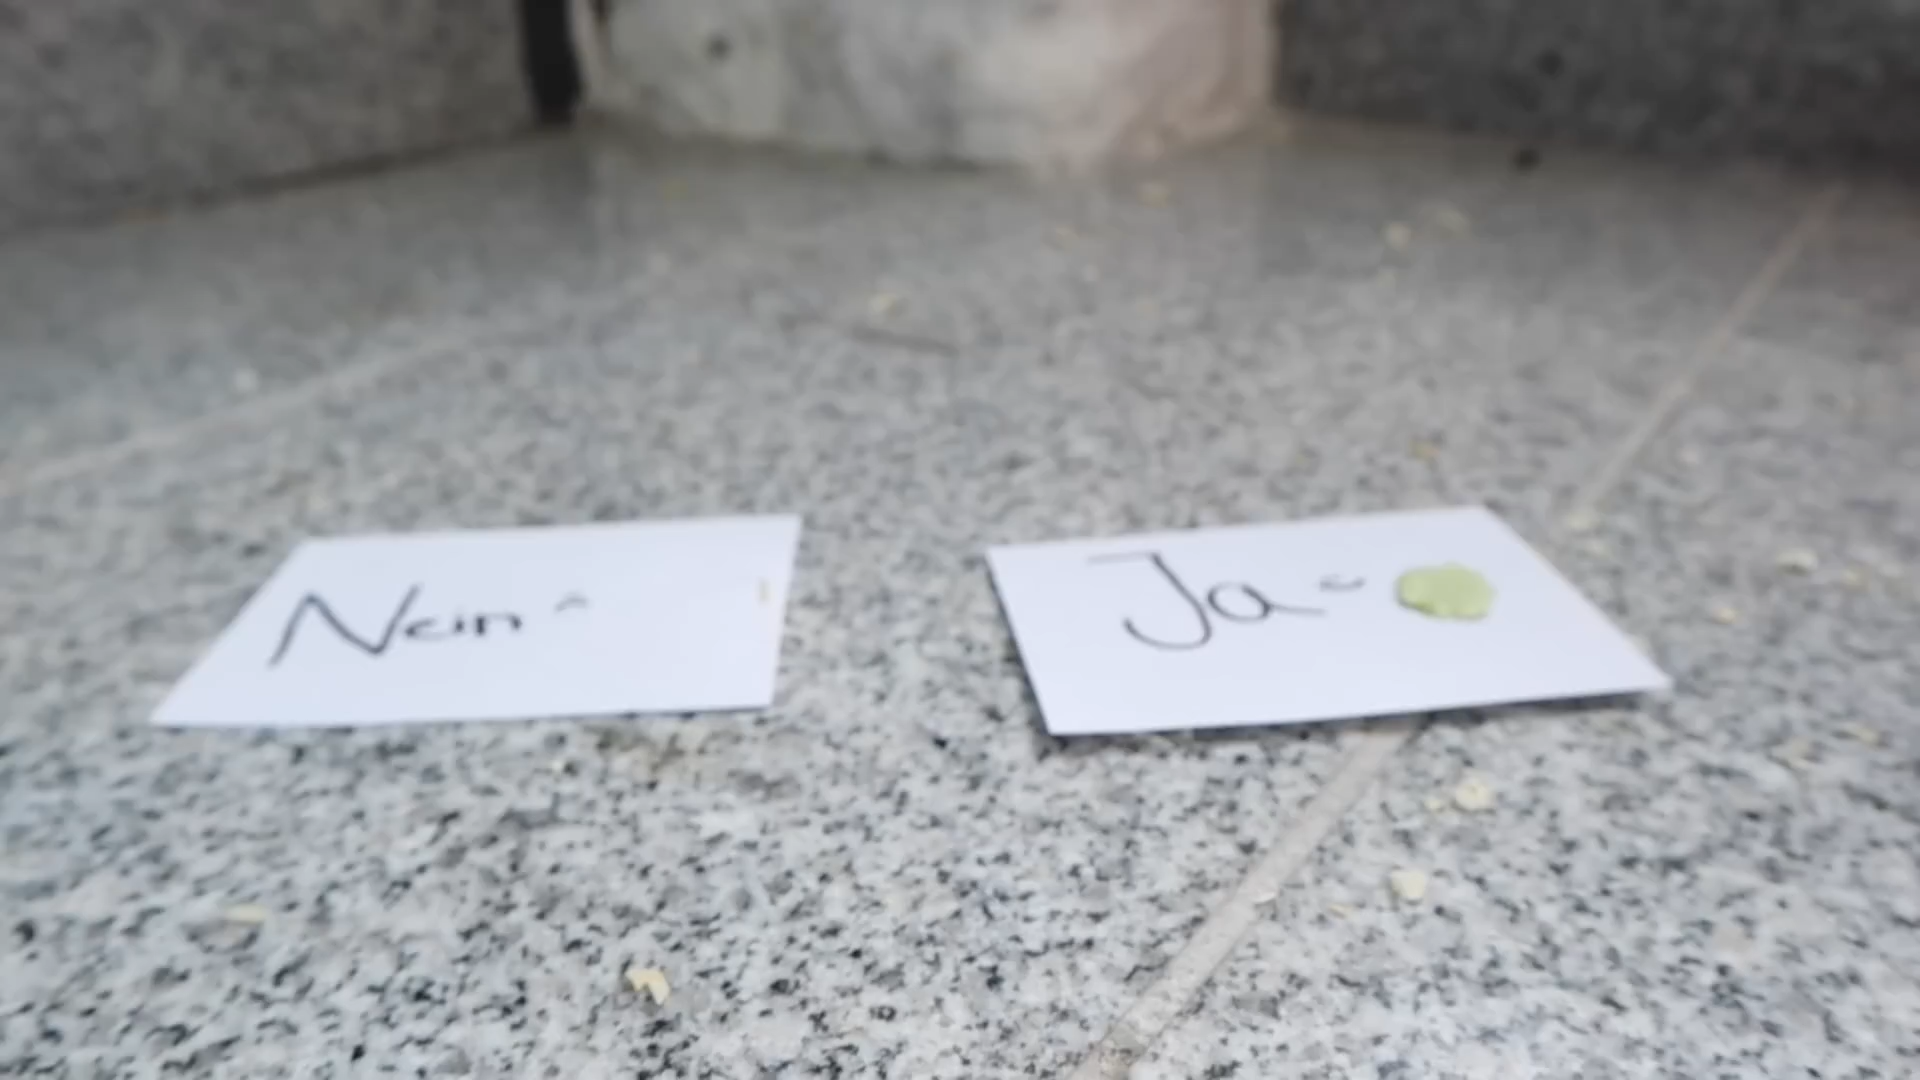 Nein =
Ja =